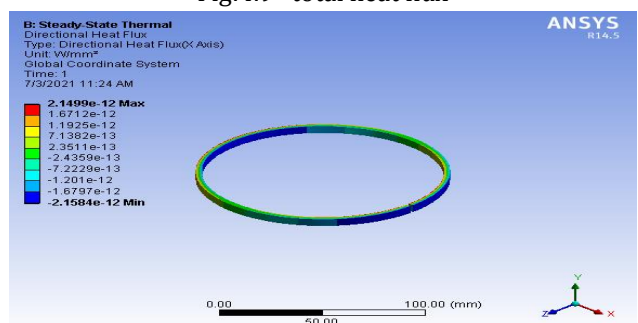 Fig. 4.9 - total heat flux
B: Steady-State Thermal
Directional Heat Flux
Type: Directional Heat Flux(X Axis)
Unit: W/mm²
Global Coordinate System
Time: 1
7/3/2021 11:24 AM
ANSYS
R14.5
2.1499e-12 Max
1.6712e-12
1.1925e-12
7.1382e-13
2.3511e-13
-2.4359e-13
-7.2229e-13
-1.201e-12
-1.6797e-12
-2.1584e-12 Min
0.00
100.00 (mm)
50.00
Y
Z
X